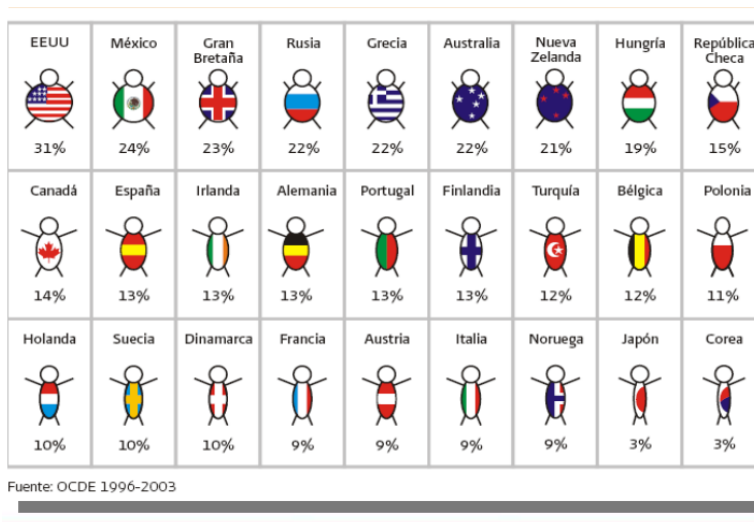 EEUU
México
Gran
Bretaña
Rusia
Grecia
Australia
Nueva
Zelanda
Hungría
República
Checa
31%
24%
23%
22%
22%
22%
21%
19%
15%
Canadá
España
Irlanda
Alemania
Portugal
Finlandia
Turquía
Bélgica
Polonia
14%
13%
13%
13%
13%
13%
12%
12%
11%
Holanda
Suecia
Dinamarca
Francia
Austria
Italia
Noruega
Japón
Corea
10%
10%
10%
9%
9%
9%
9%
3%
3%
Fuente: OCDE 1996-2003